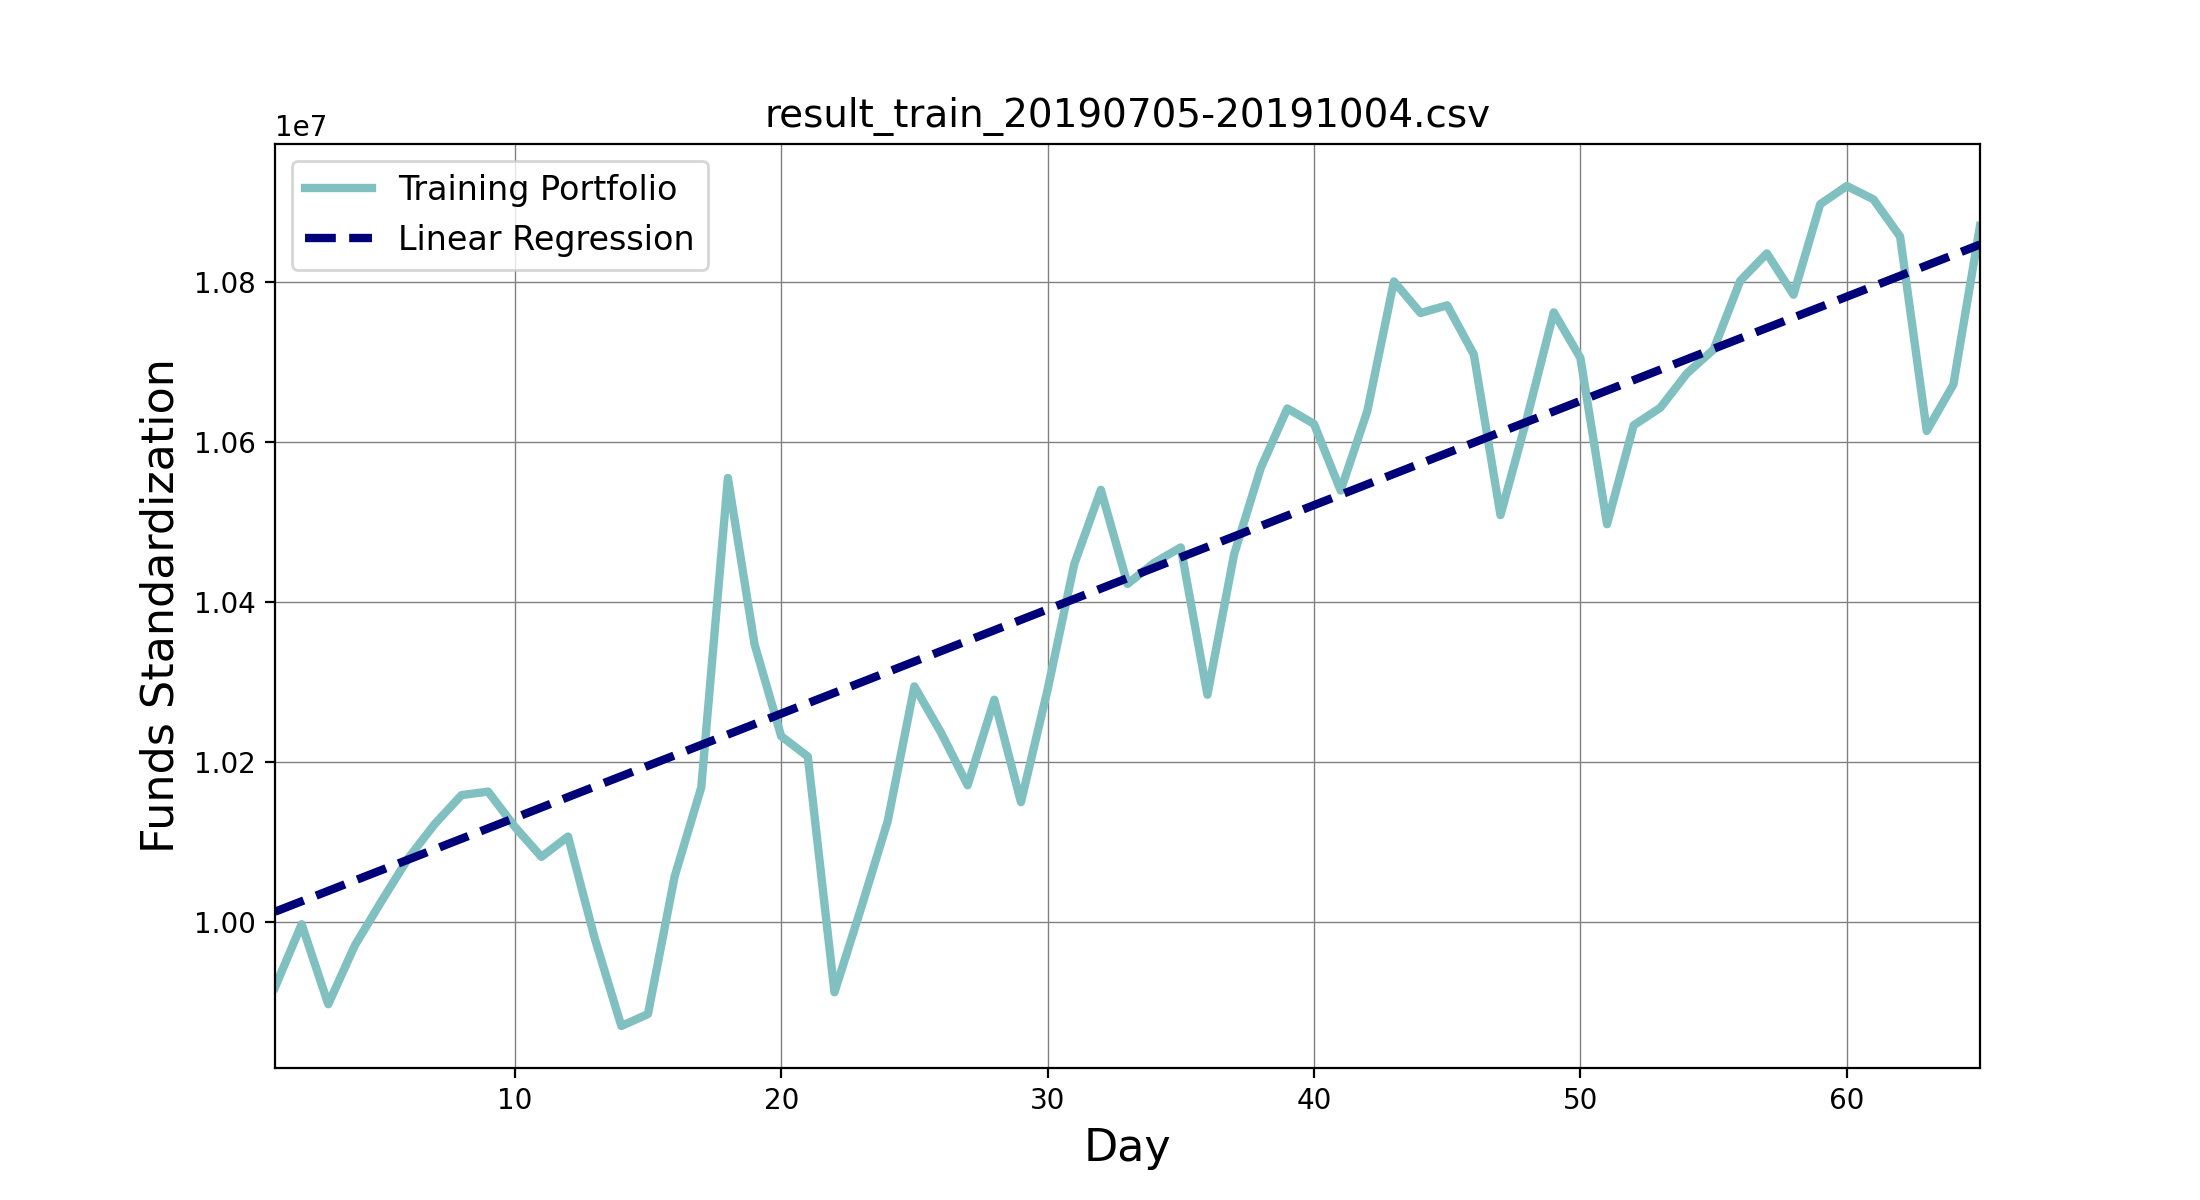 result_train_20190705-20191004.csv
1e7
Training Portfolio
Linear Regression
Funds Standardization
1.08
1.06
1.04
1.02
1.00
10 20 30 40 50 60
Day